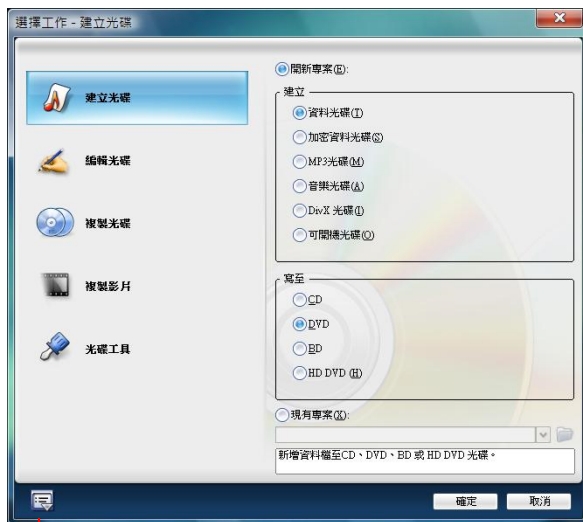 選擇工作 - 建立光碟
建立光碟
編輯光碟
複製光碟
複製影片
光碟工具
開新專案(E):
建立
資料光碟(T)
加密資料光碟(S)
MP3光碟(M)
音樂光碟(A)
DivX 光碟(I)
可開機光碟(O)
寫至
CD
DVD
BD
HD DVD (H)
現有專案(X):
新增資料檔至CD、DVD、BD 或 HD DVD 光碟。
確定
取消